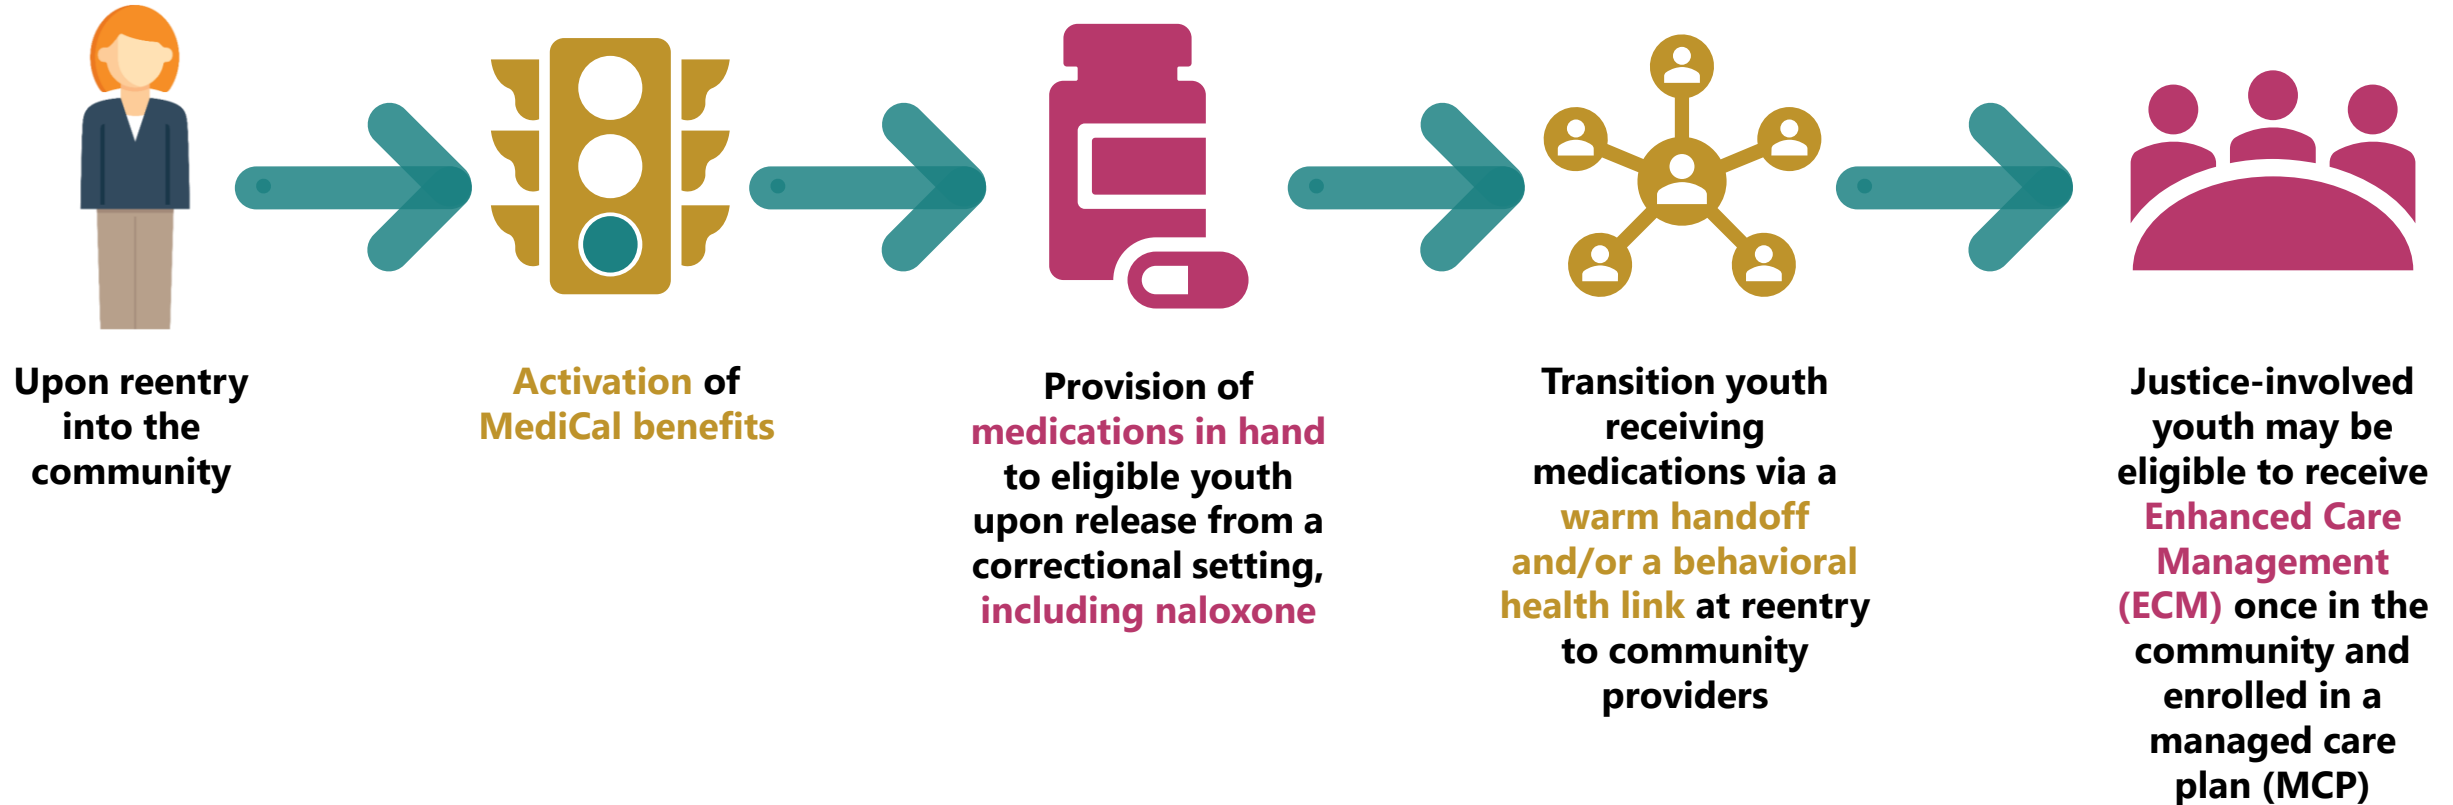 Upon reentry
into the
community
Activation of
MediCal benefits
Provision of
medications in hand
to eligible youth
upon release from a
correctional setting,
including naloxone
Transition youth
receiving
medications via a
warm handoff
and/or a behavioral
health link at reentry
to community
providers
Justice-involved
youth may be
eligible to receive
Enhanced Care
Management
(ECM) once in the
community and
enrolled in a
managed care
plan (MCP)